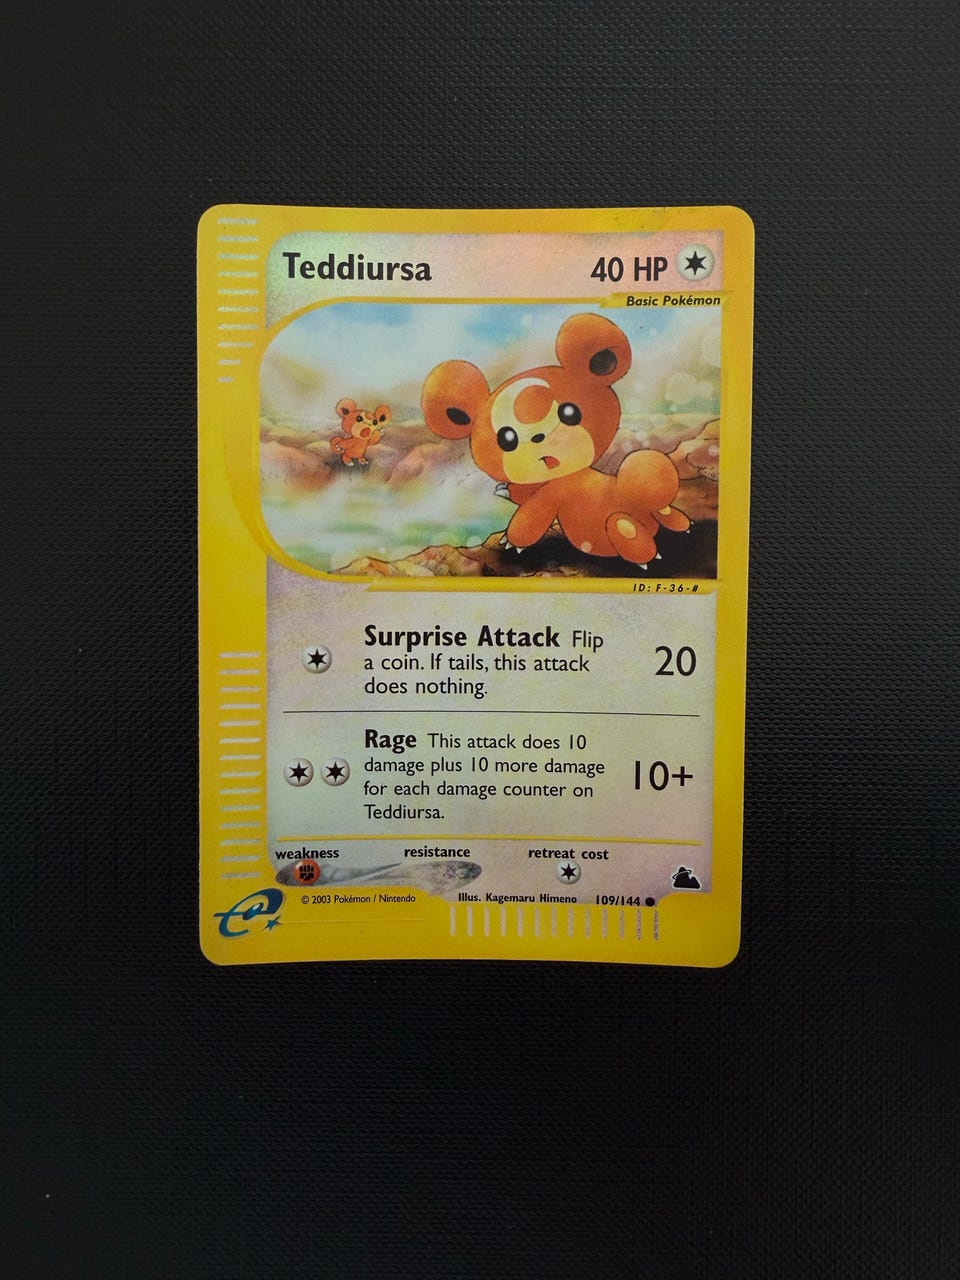 Teddiursa 40 HP
Basic Pokémon
ID: F-36-#
Surprise Attack Flip
a coin. If tails, this attack
does nothing.
20
Rage This attack does 10
damage plus 10 more damage
for each damage counter on
Teddiursa.
10+
weakness resistance retreat cost
© 2003 Pokémon / Nintendo Illus. Kagemaru Himeno 109/144
e